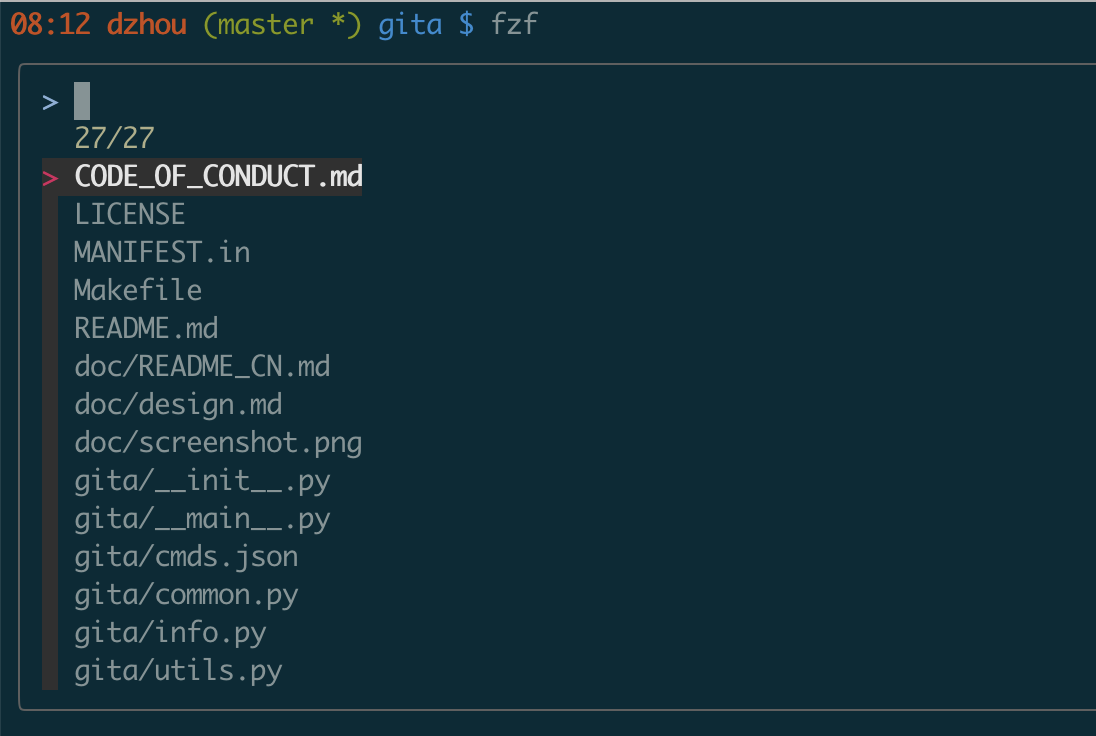 08:12 dzhou (master *) gita $ fzf
>
27/27
> CODE_OF_CONDUCT.md
LICENSE
MANIFEST.in
Makefile
README.md
doc/README_CN.md
doc/design.md
doc/screenshot.png
gita/__init__.py
gita/__main__.py
gita/cmds.json
gita/common.py
gita/info.py
gita/utils.py